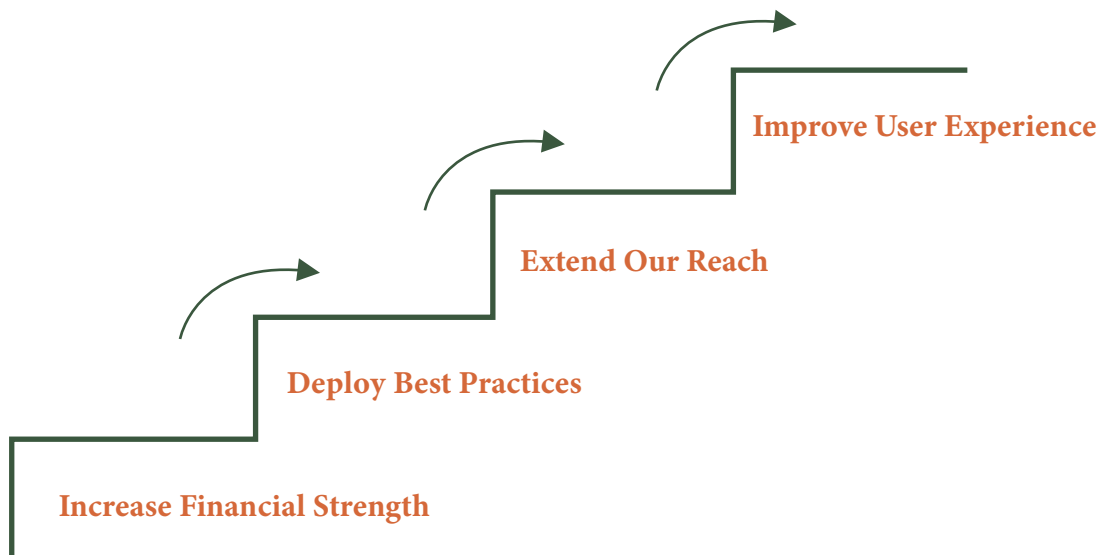 Improve User Experience
Extend Our Reach
Deploy Best Practices
Increase Financial Strength